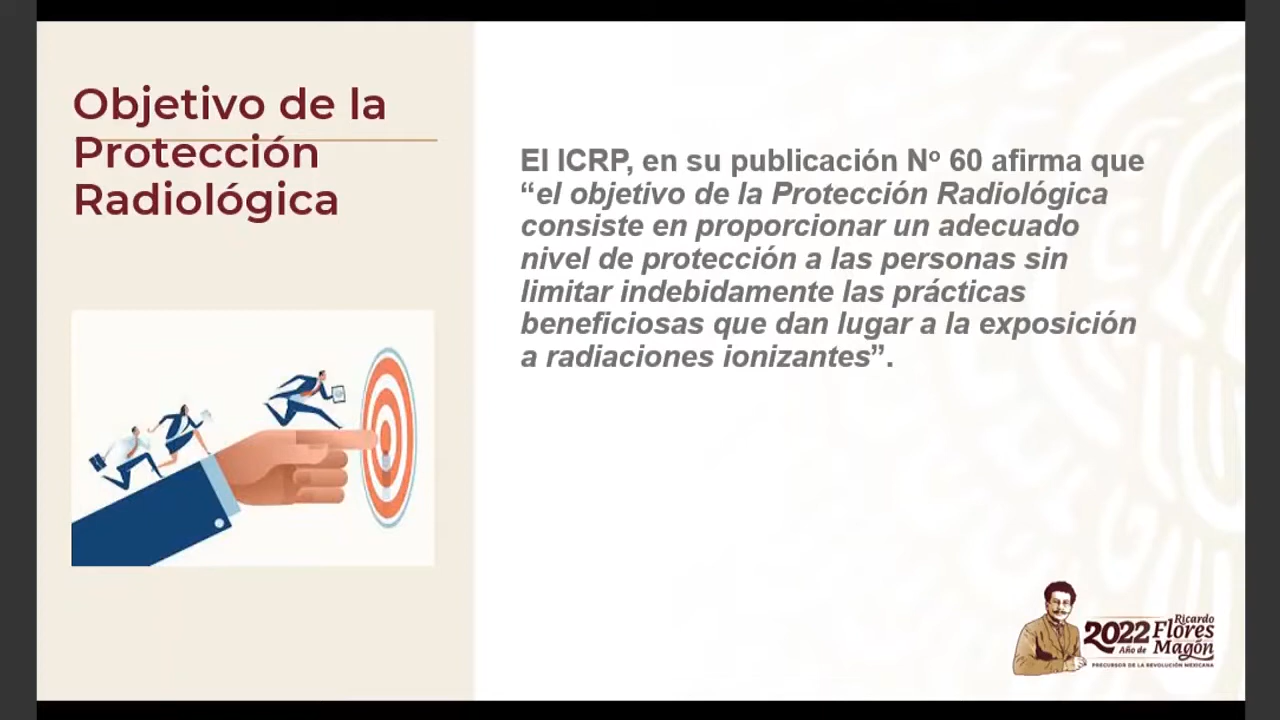 Objetivo de la
Protección
Radiológica
El ICRP, en su publicación Nº 60 afirma que
“el objetivo de la Protección Radiológica
consiste en proporcionar un adecuado
nivel de protección a las personas sin
limitar indebidamente las prácticas
beneficiosas que dan lugar a la exposición
a radiaciones ionizantes”.
2022 Ricardo
Flores
Año de Magón
PRECURSOR DE LA REVOLUCIÓN MEXICANA